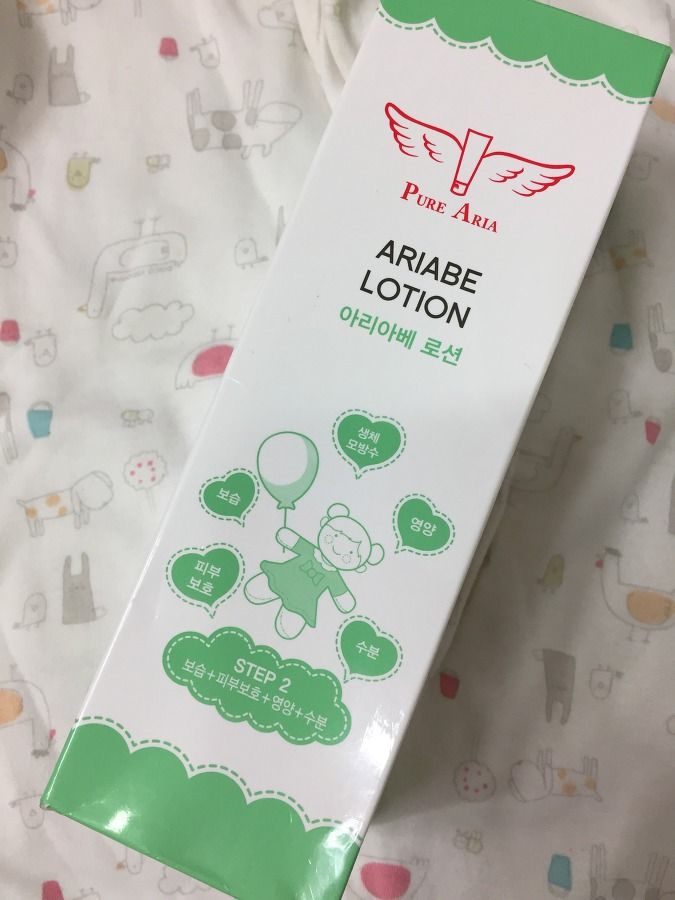 PURE ARIA
ARIABE
LOTION
아리아베 로션
생체
모방수
보습
영양
피부
보호
수분
STEP 2
보습+피부보호+영양+수분